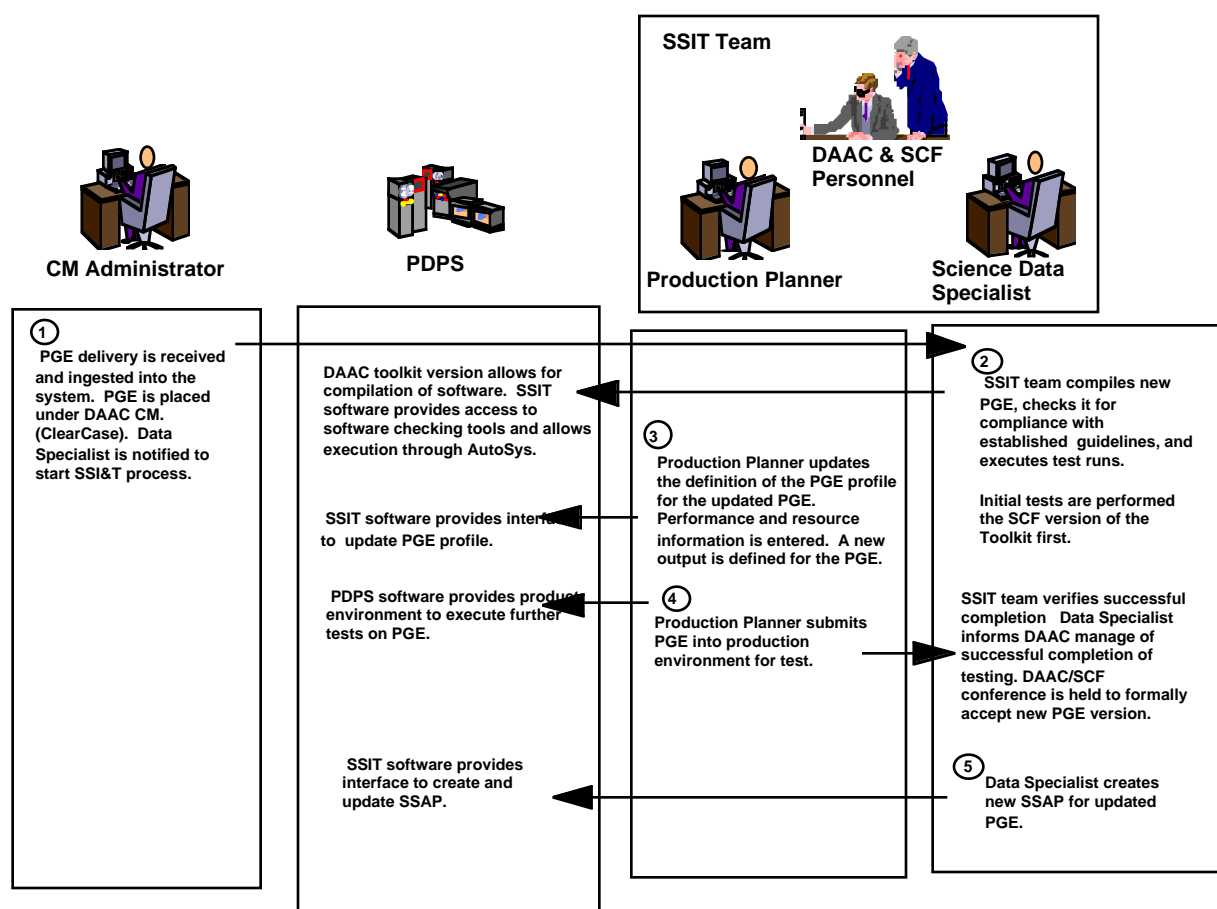 SSIT Team
DAAC & SCF
Personnel
CM Administrator
PDPS
Production Planner
Science Data
Specialist
1
PGE delivery is received
and ingested into the
system. PGE is placed
under DAAC CM.
(ClearCase). Data
Specialist is notified to
start SSI&T process.
DAAC toolkit version allows for
compilation of software. SSIT
software provides access to
software checking tools and allows
execution through AutoSys.
SSIT software provides interf
to update PGE profile.
PDPS software provides produc
environment to execute further
tests on PGE.
SSIT software provides
interface to create and
update SSAP.
3
Production Planner updates
the definition of the PGE profile
for the updated PGE.
Performance and resource
information is entered. A new
output is defined for the PGE.
4
Production Planner submits
PGE into production
environment for test.
2
SSIT team compiles new
PGE, checks it for
compliance with
established guidelines, and
executes test runs.
Initial tests are performed
the SCF version of the
Toolkit first.
SSIT team verifies successful
completion Data Specialist
informs DAAC manage of
successful completion of
testing. DAAC/SCF
conference is held to formally
accept new PGE version.
5
Data Specialist creates
new SSAP for updated
PGE.